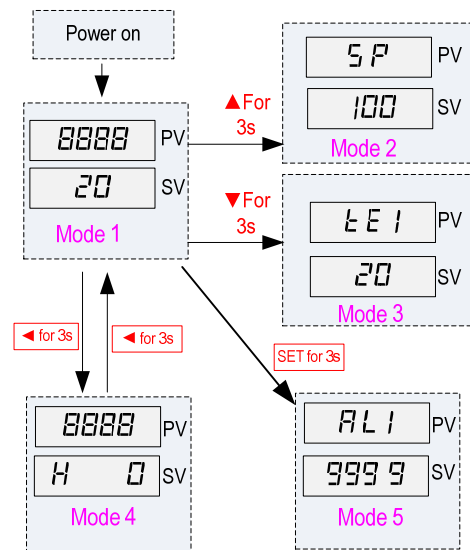 Power on
8888 PV
20 SV
Mode 1
▲For
3s
SP PV
100 SV
Mode 2
▼For
3s
tE1 PV
20 SV
Mode 3
◄ for 3s
◄ for 3s
SET for 3s
8888 PV
H 0 SV
Mode 4
AL1 PV
9999 SV
Mode 5